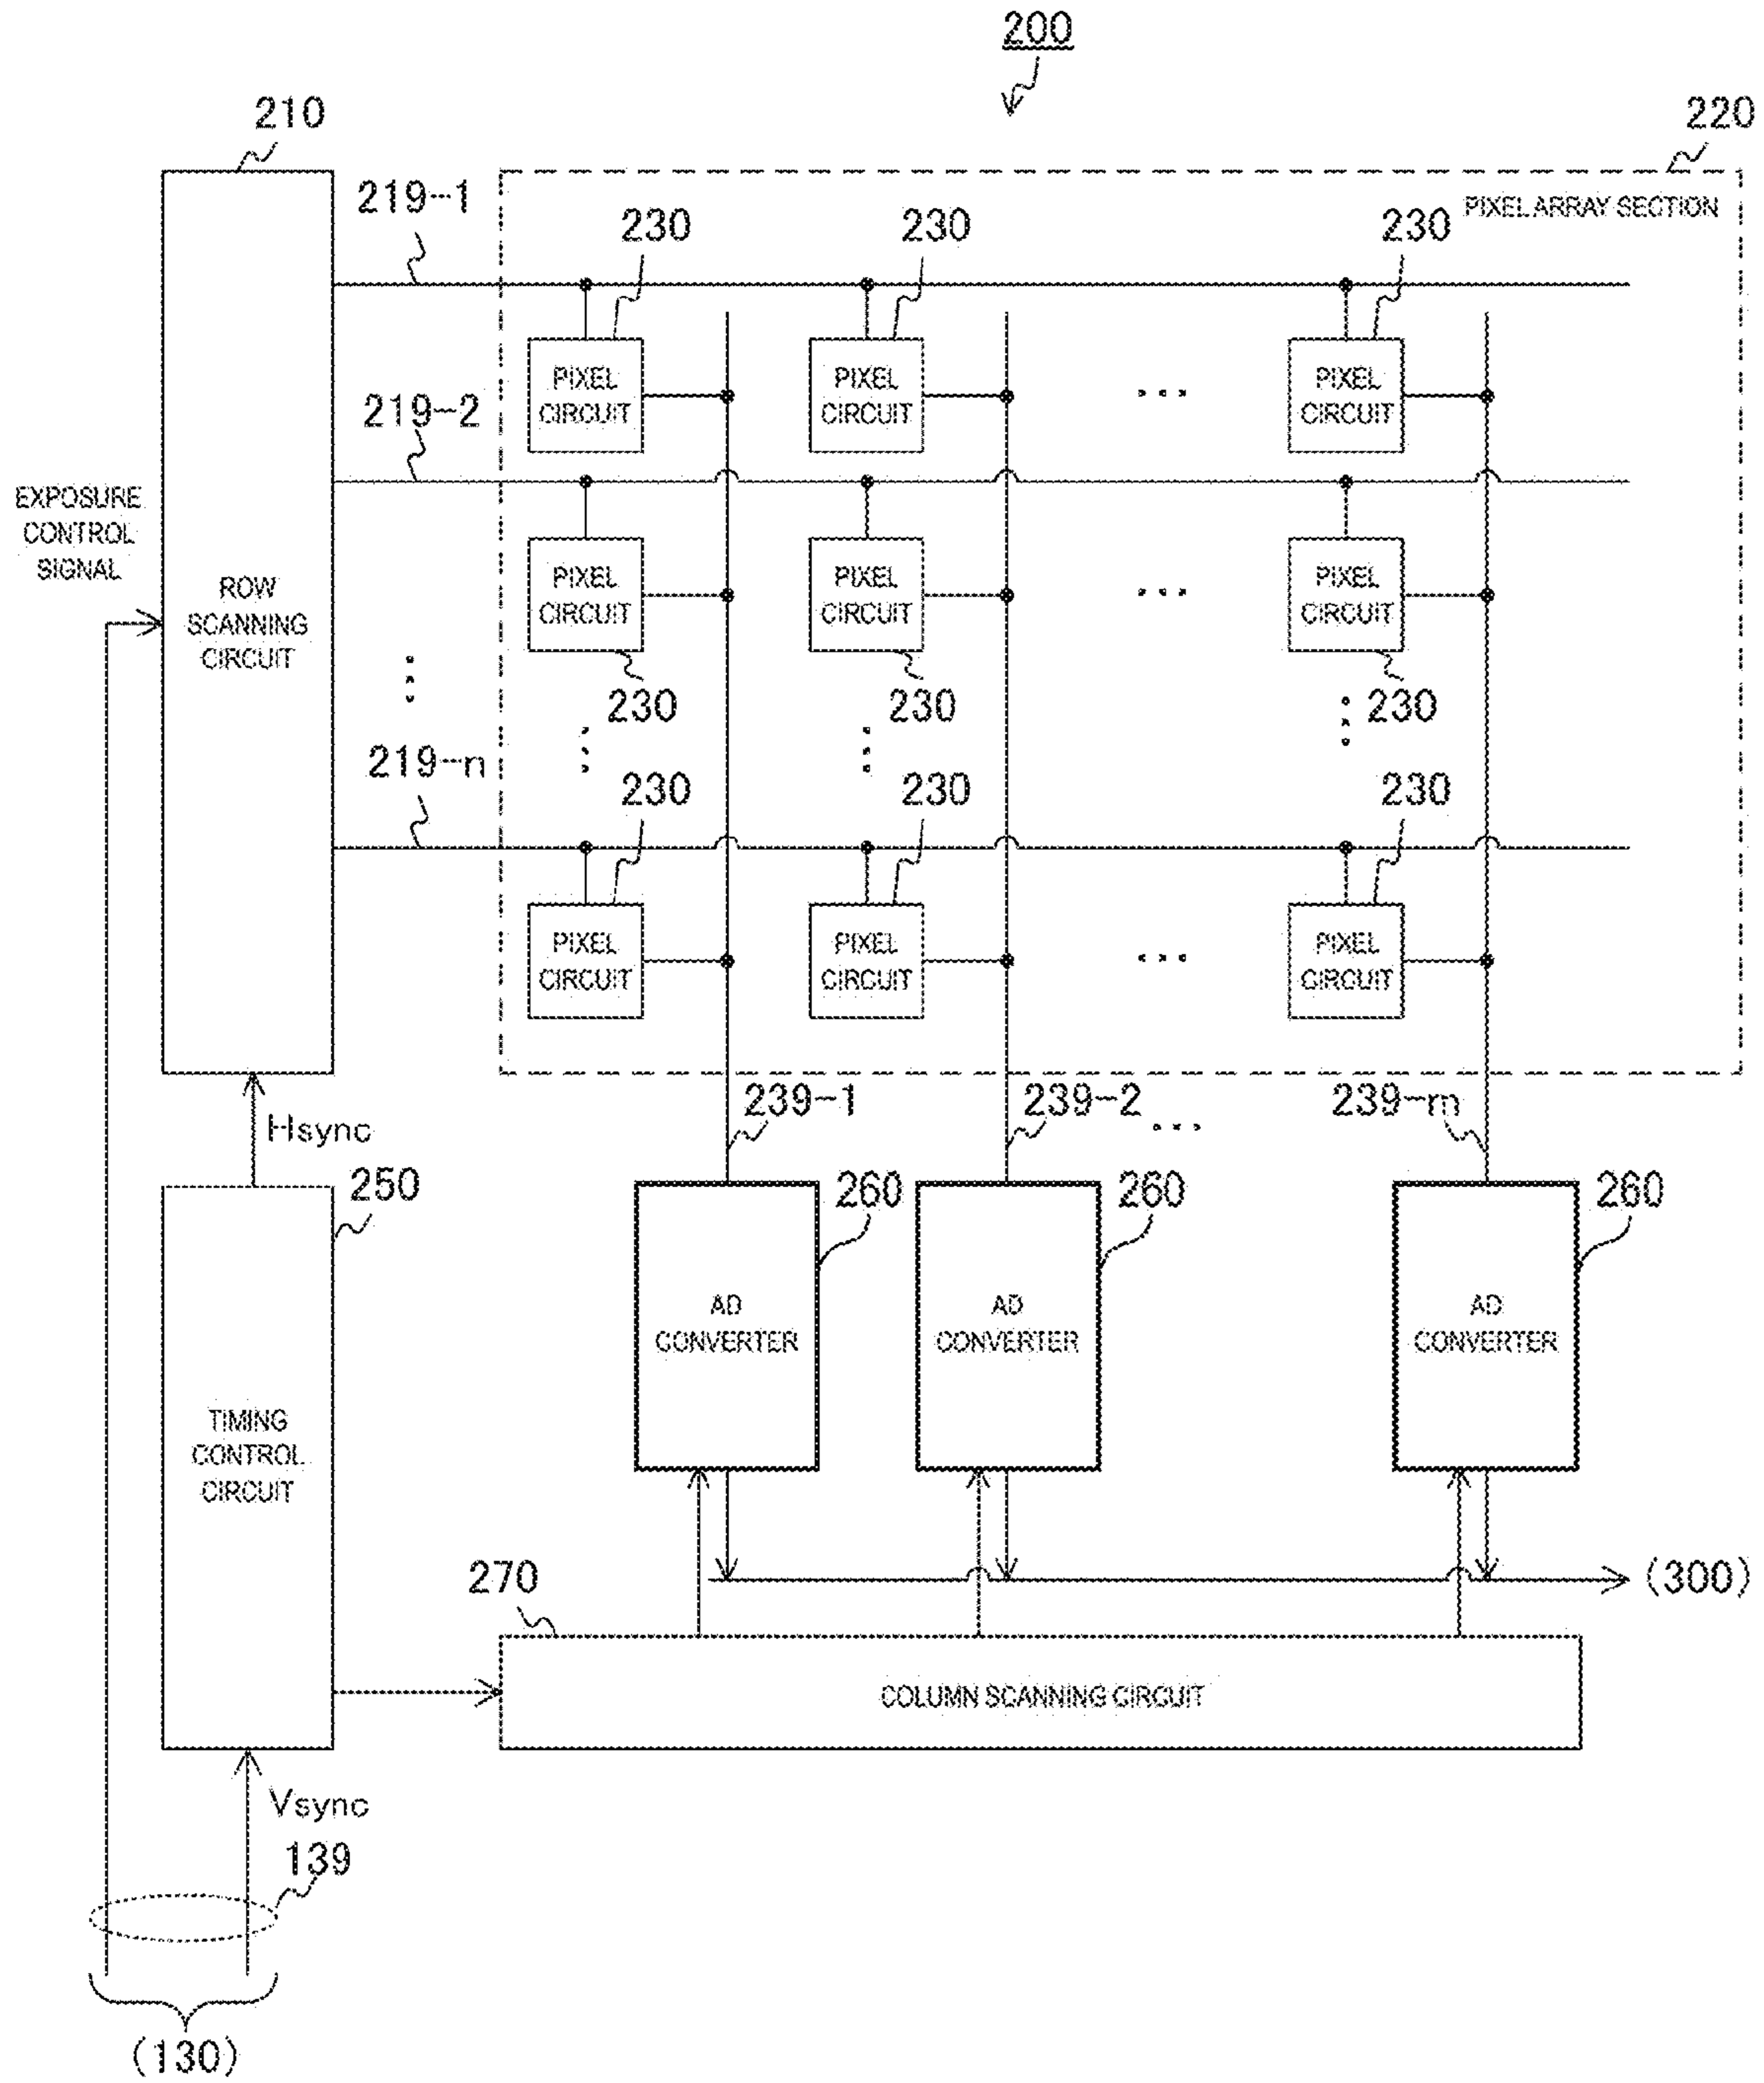 200
210
220
219-1
PIXEL ARRAY SECTION
230
230
230
PIXEL
CIRCUIT
PIXEL
CIRCUIT
...
PIXEL
CIRCUIT
219-2
EXPOSURE
CONTROL
SIGNAL
ROW
SCANNING
CIRCUIT
PIXEL
CIRCUIT
PIXEL
CIRCUIT
...
PIXEL
CIRCUIT
230
230
230
219-n
230
230
230
PIXEL
CIRCUIT
PIXEL
CIRCUIT
...
PIXEL
CIRCUIT
Hsync
239-1
239-2
...
239-m
250
260
260
260
AD
CONVERTER
AD
CONVERTER
AD
CONVERTER
TIMING
CONTROL
CIRCUIT
270
(300)
COLUMN SCANNING CIRCUIT
Vsync
139
(130)